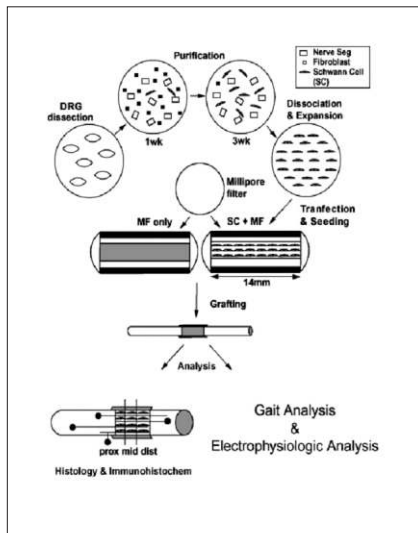 Purification
Nerve Seg
Fibroblast
Schwann Cell
(SC)
DRG
dissection
1wk
3wk
Dissociation
& Expansion
Millipore
filter
Tranfection
& Seeding
MF only
SC + MF
14mm
Grafting
Analysis
prox mid dist
Histology & Immunohistochem
Gait Analysis
&
Electrophysiologic Analysis